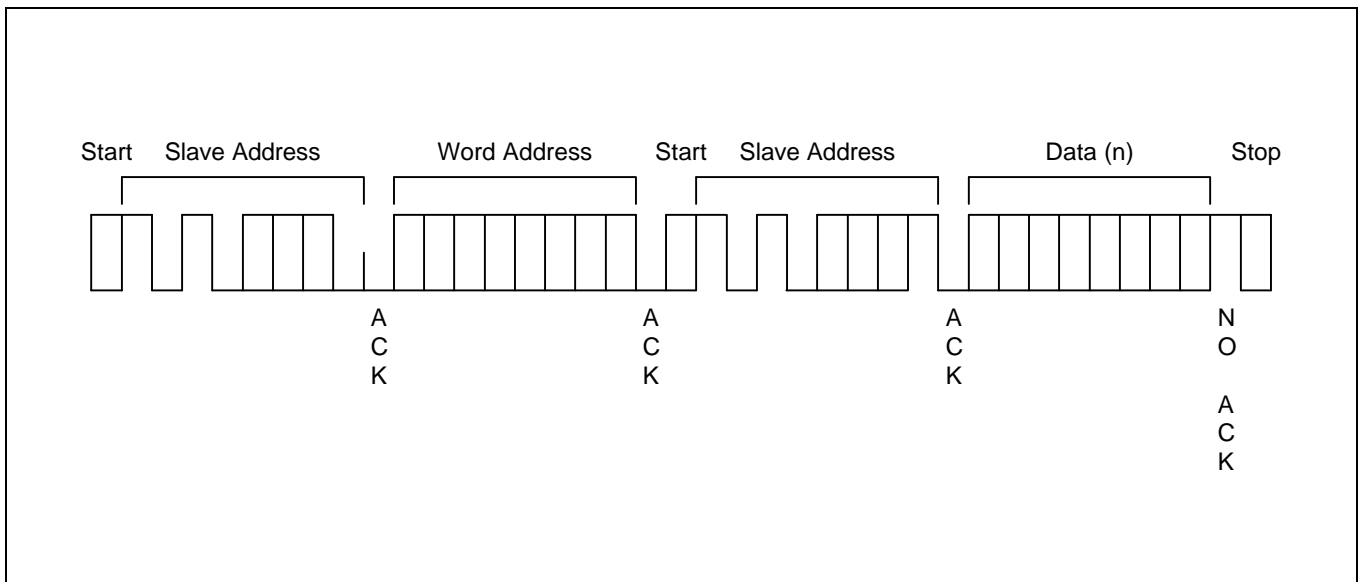 Start Slave Address Word Address Start Slave Address Data (n) Stop
A A A N
C C C O
K K K
A
C
K